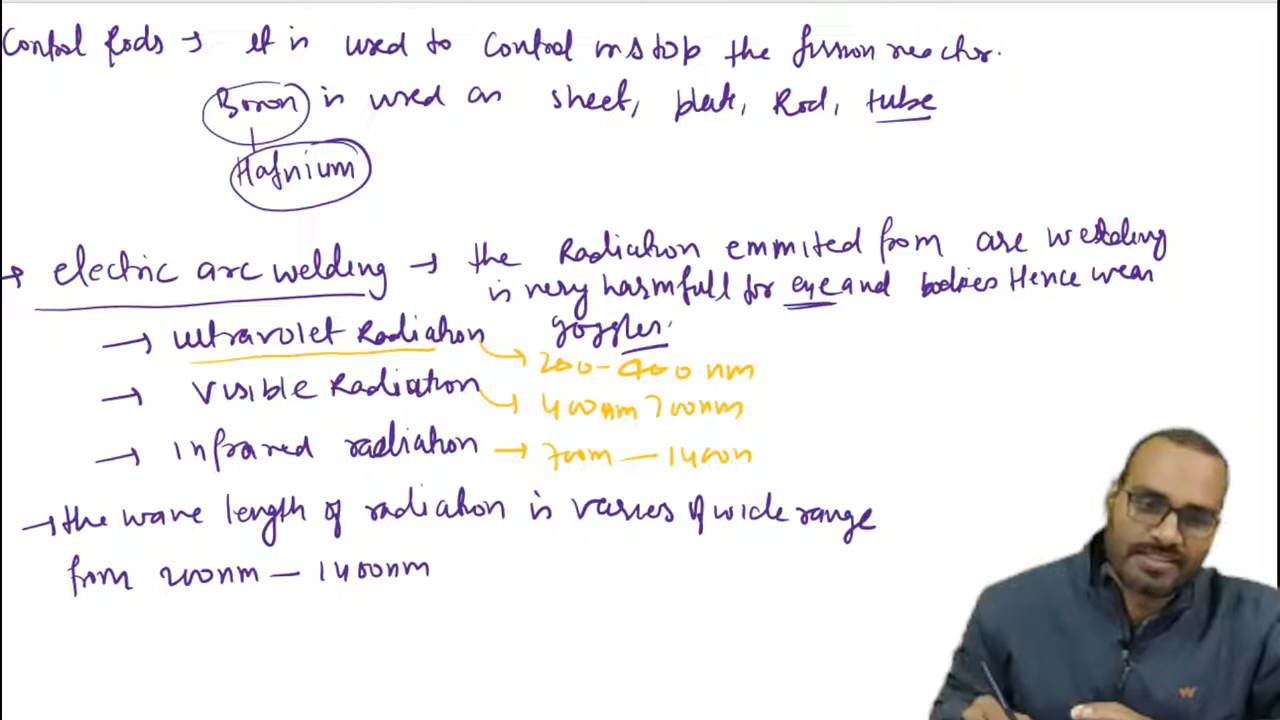 Control Rods → it is used to control or stop the fission reactor.
Boron is used as sheet, plate, Rod, tube
Hafnium
→ electric arc welding → the Radiation emmited from arc welding
is very harmfull for eye and bodies Hence wear
goggles.
→ ultraviolet Radiation → 200-400 nm
→ Visible Radiation → 400nm 700nm
→ infrared radiation → 700m — 1400n
→ the wave length of radiation is varies of wide range
from 200nm — 1400nm